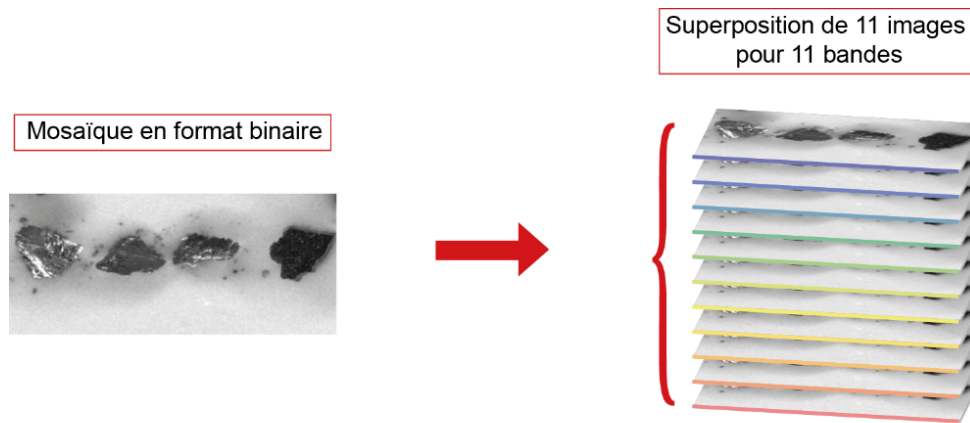 Mosaïque en format binaire
Superposition de 11 images
pour 11 bandes